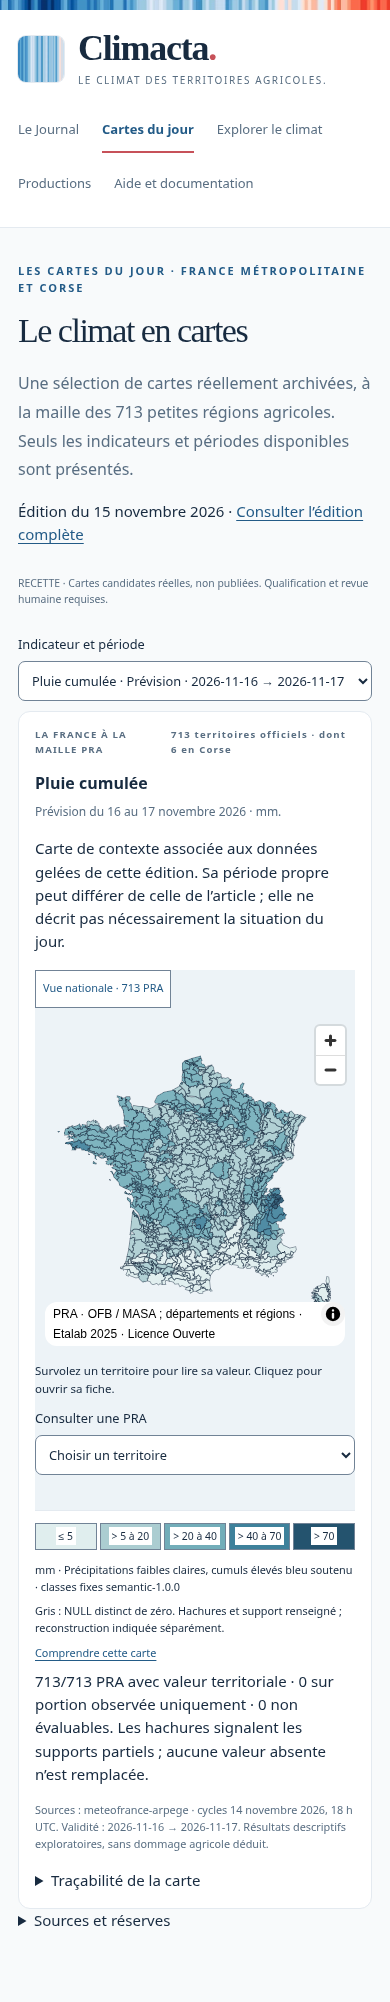 Climacta.
LE CLIMAT DES TERRITOIRES AGRICOLES.
Le Journal
Cartes du jour
Explorer le climat
Productions
Aide et documentation
LES CARTES DU JOUR · FRANCE MÉTROPOLITAINE
ET CORSE
Le climat en cartes
Une sélection de cartes réellement archivées, à
la maille des 713 petites régions agricoles.
Seuls les indicateurs et périodes disponibles
sont présentés.
Édition du 15 novembre 2026 · Consulter l’édition
complète
RECETTE · Cartes candidates réelles, non publiées. Qualification et revue
humaine requises.
Indicateur et période
Pluie cumulée · Prévision · 2026-11-16 → 2026-11-17
LA FRANCE À LA
MAILLE PRA
713 territoires officiels · dont
6 en Corse
Pluie cumulée
Prévision du 16 au 17 novembre 2026 · mm.
Carte de contexte associée aux données
gelées de cette édition. Sa période propre
peut différer de celle de l’article ; elle ne
décrit pas nécessairement la situation du
jour.
Vue nationale · 713 PRA
PRA · OFB / MASA ; départements et régions ·
Etalab 2025 · Licence Ouverte
Survolez un territoire pour lire sa valeur. Cliquez pour
ouvrir sa fiche.
Consulter une PRA
Choisir un territoire
≤ 5
> 5 à 20
> 20 à 40
> 40 à 70
> 70
mm · Précipitations faibles claires, cumuls élevés bleu soutenu
· classes fixes semantic-1.0.0
Gris : NULL distinct de zéro. Hachures et support renseigné ;
reconstruction indiquée séparément.
Comprendre cette carte
713/713 PRA avec valeur territoriale · 0 sur
portion observée uniquement · 0 non
évaluables. Les hachures signalent les
supports partiels ; aucune valeur absente
n’est remplacée.
Sources : meteofrance-arpege · cycles 14 novembre 2026, 18 h
UTC. Validité : 2026-11-16 → 2026-11-17. Résultats descriptifs
exploratoires, sans dommage agricole déduit.
Traçabilité de la carte
Sources et réserves